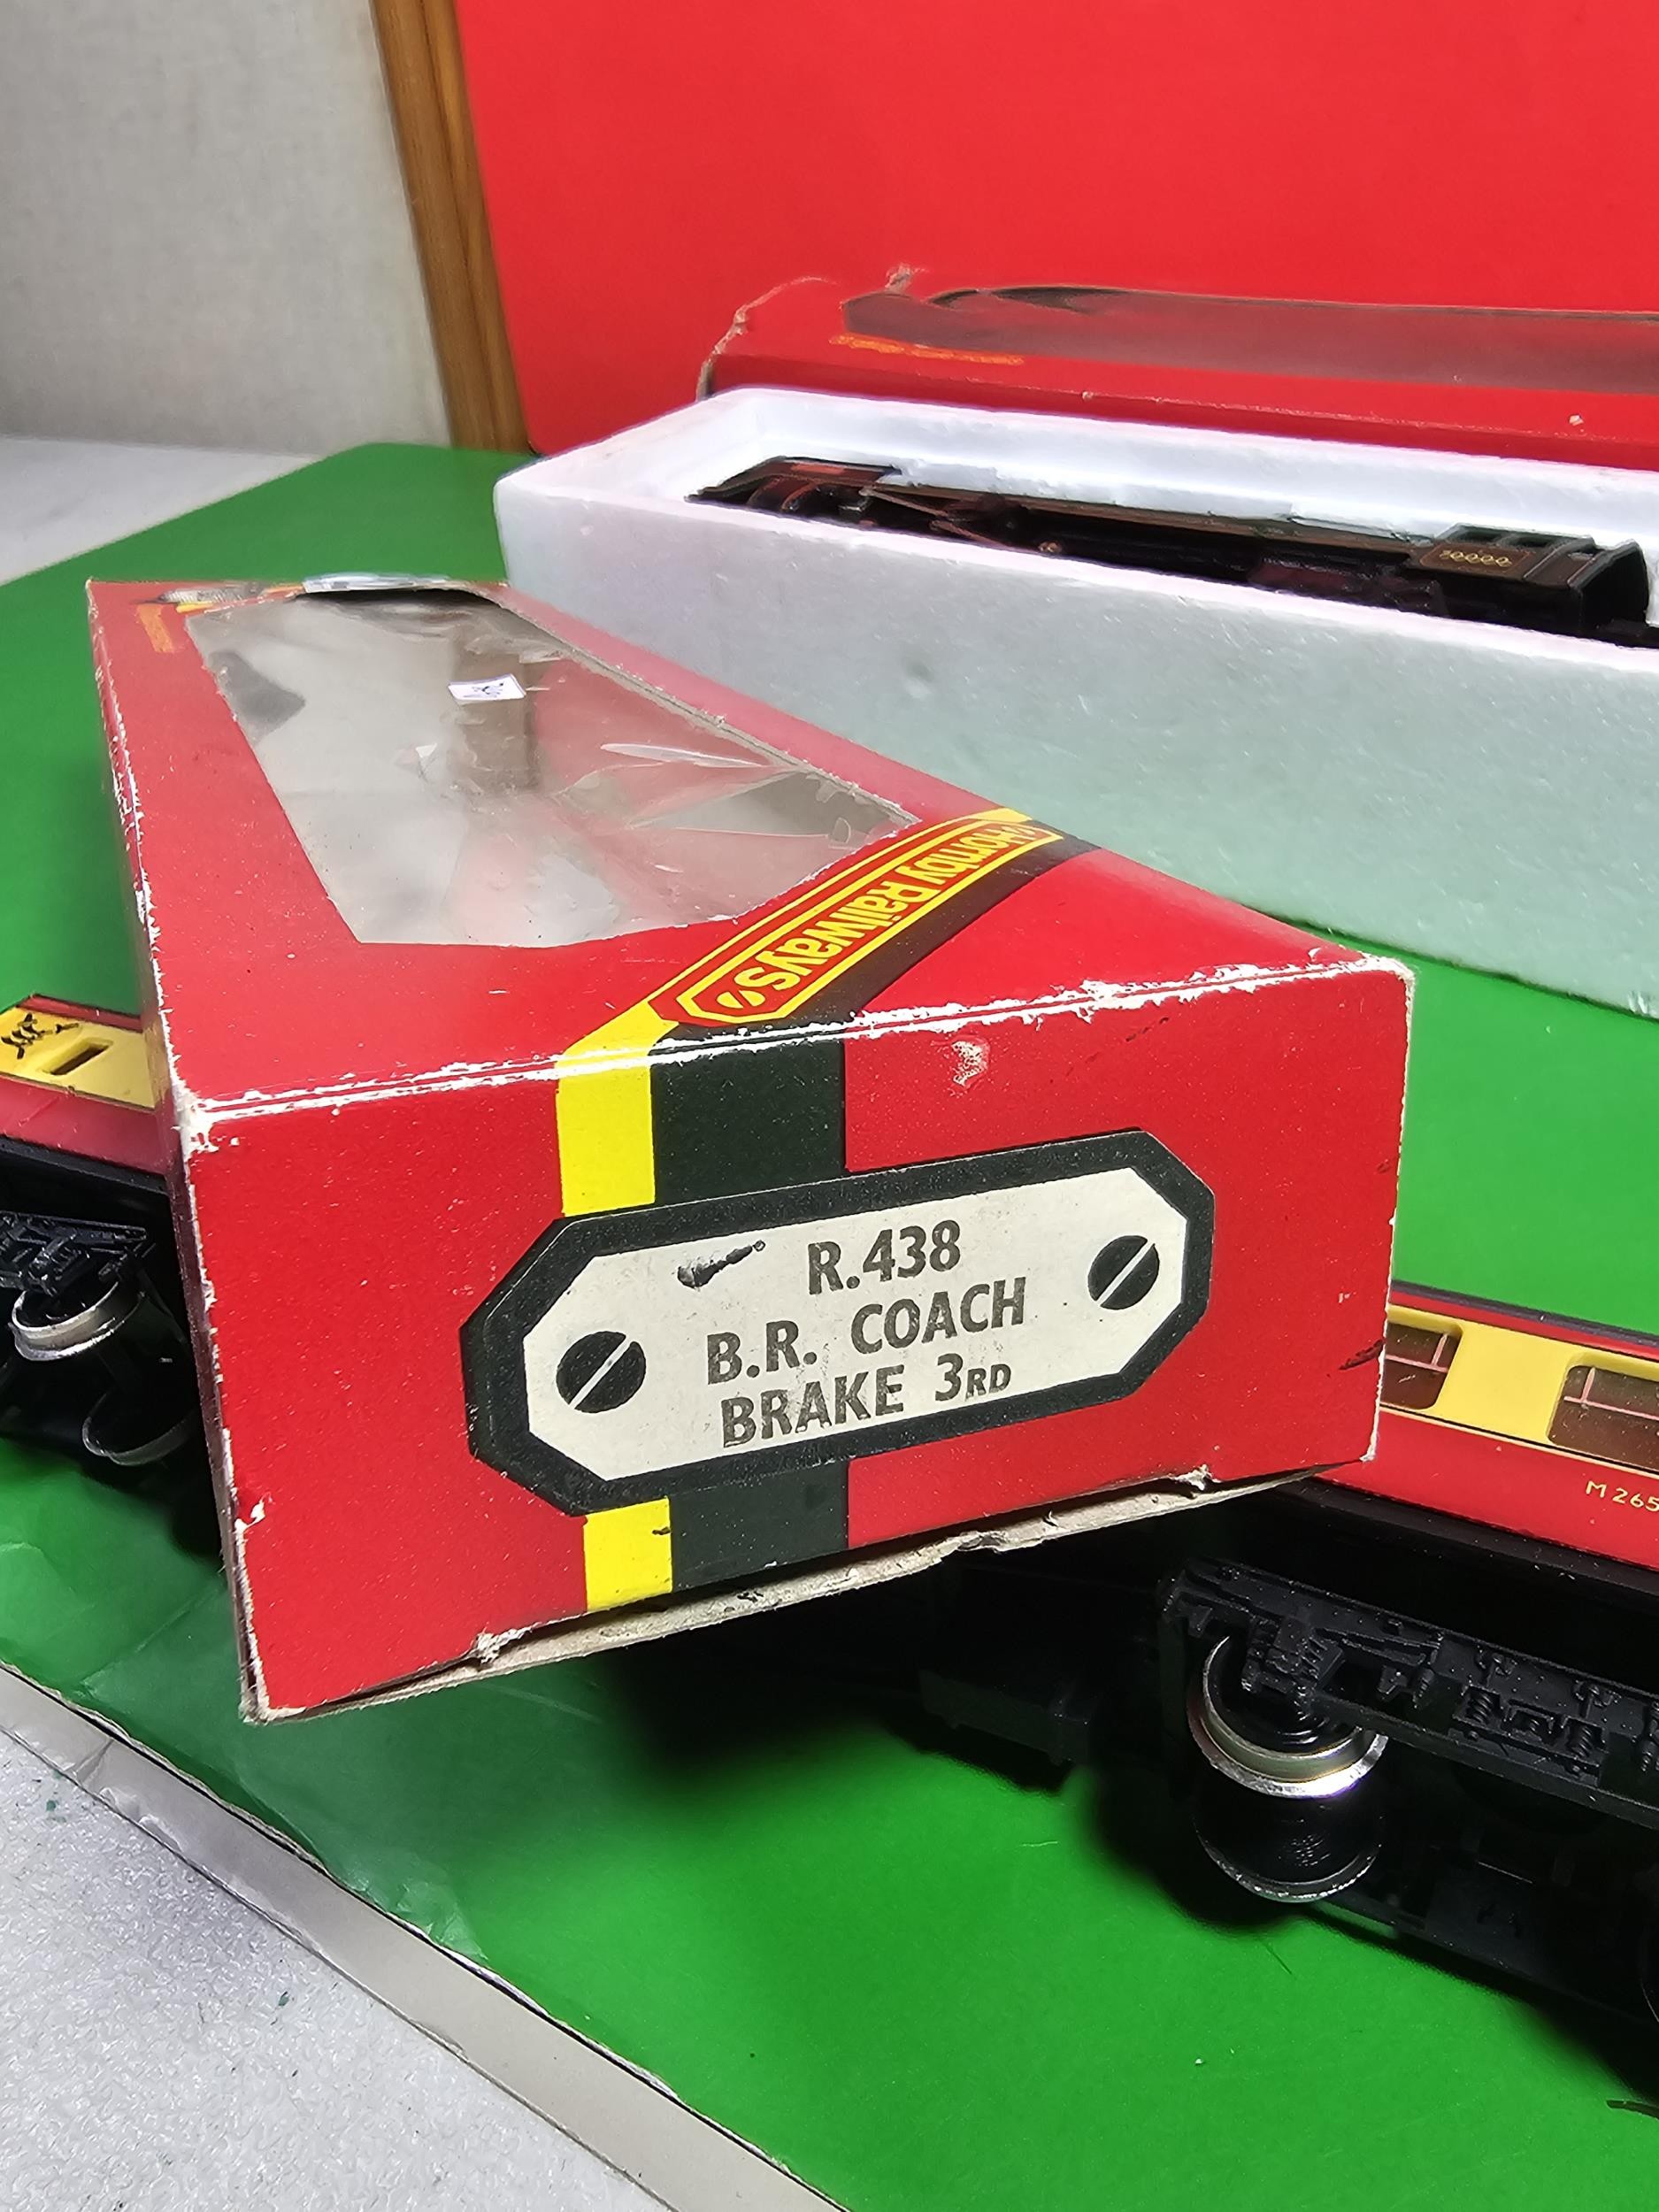 Hornby Railways
R.438
B.R. COACH
BRAKE 3RD
M 265